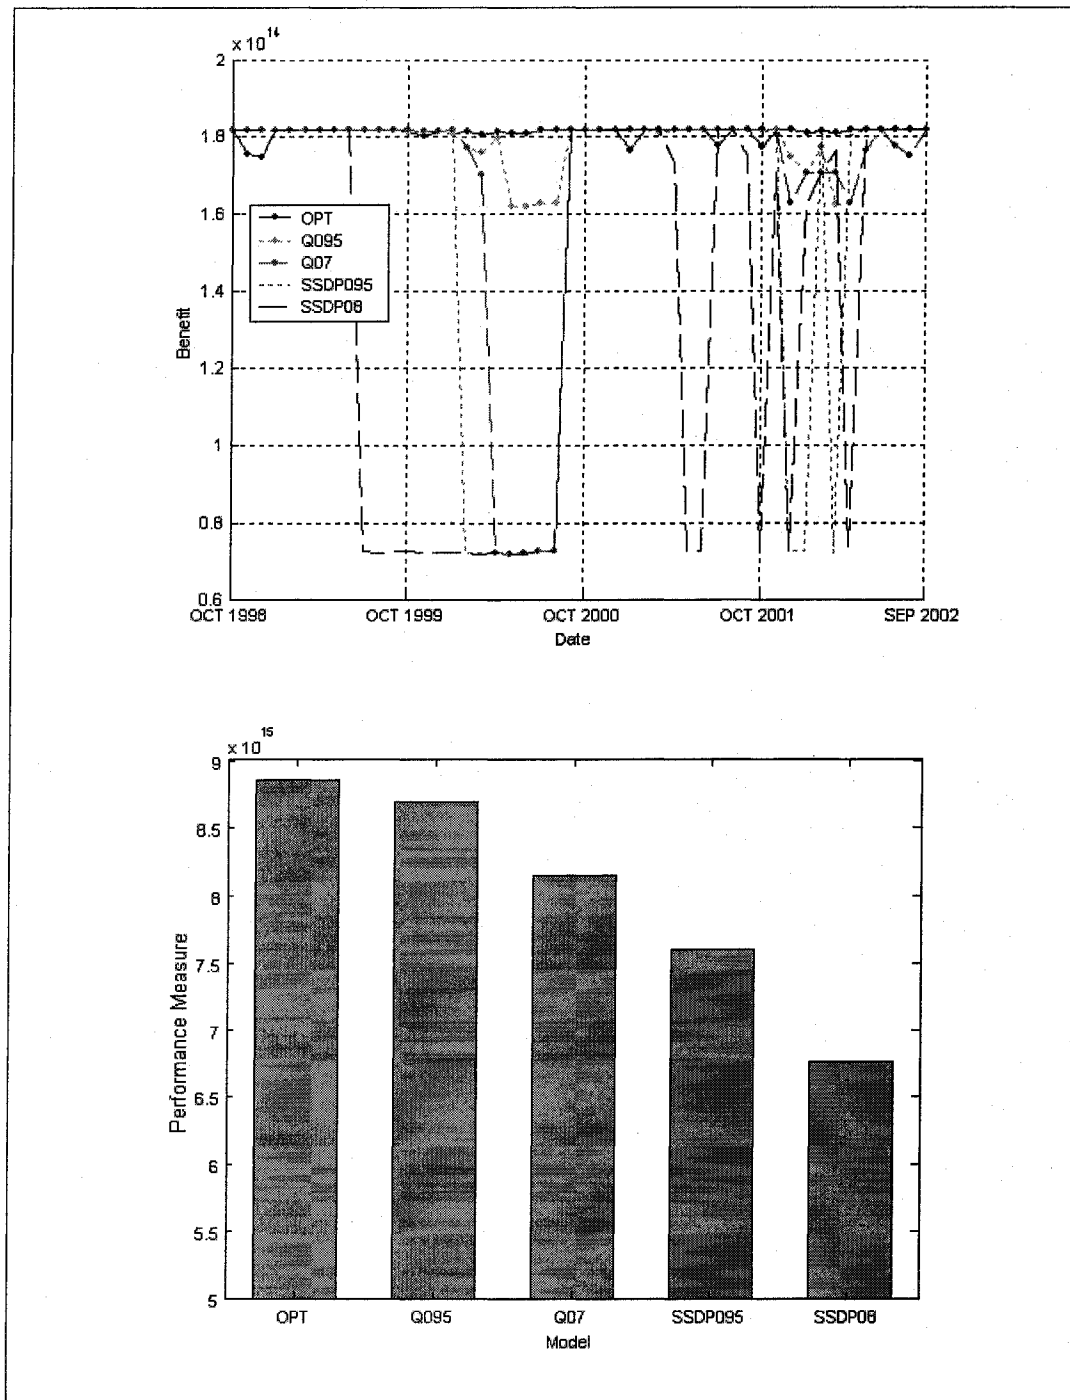 x 10^14
2
1.8
1.6
1.4
1.2
1
0.8
0.6
Benefit
OPT
Q095
Q07
SSDP095
SSDP08
OCT 1998
OCT 1999
OCT 2000
OCT 2001
SEP 2002
Date
x 10^15
9
8.5
8
7.5
7
6.5
6
5.5
5
Performance Measure
OPT
Q095
Q07
SSDP095
SSDP08
Model